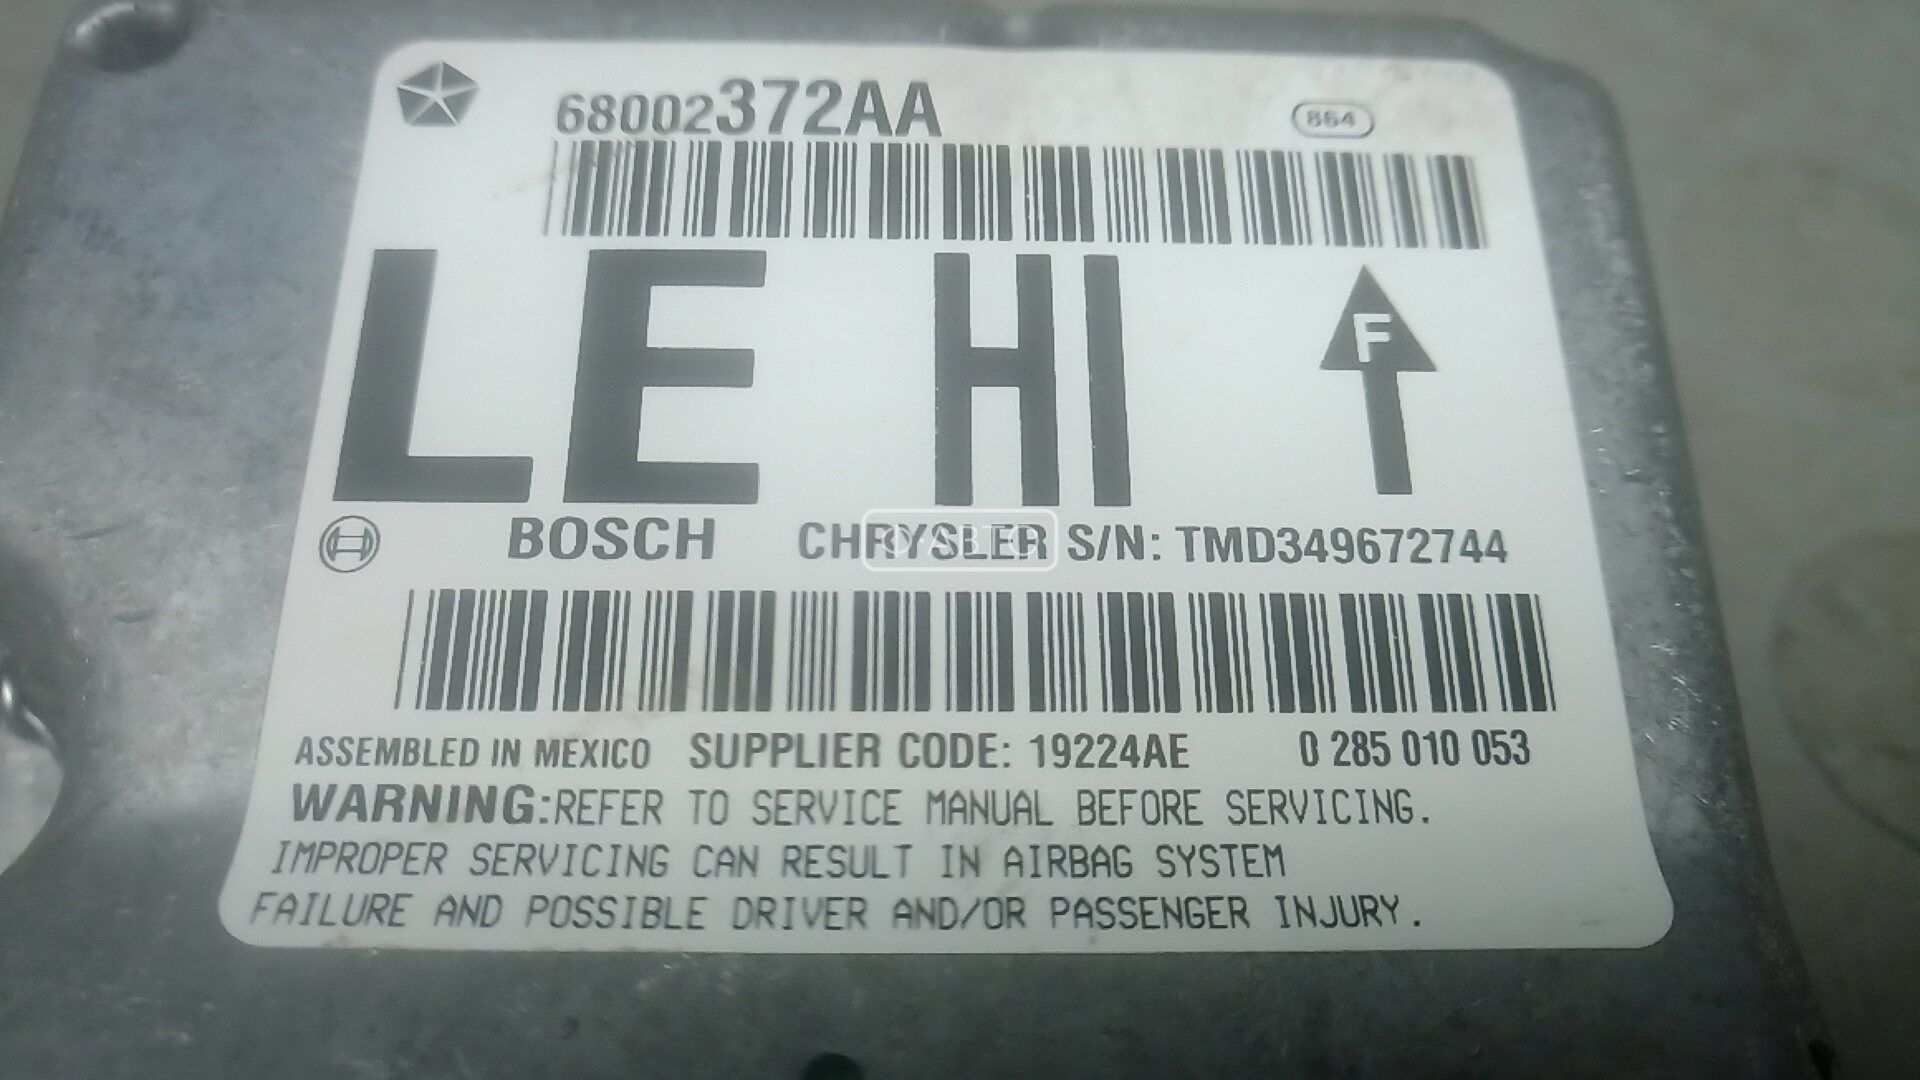 68002372AA
864
LE HI
F
BOSCH CHRYSLER S/N: TMD349672744
ASSEMBLED IN MEXICO SUPPLIER CODE: 19224AE 0 285 010 053
WARNING:REFER TO SERVICE MANUAL BEFORE SERVICING.
IMPROPER SERVICING CAN RESULT IN AIRBAG SYSTEM
FAILURE AND POSSIBLE DRIVER AND/OR PASSENGER INJURY.